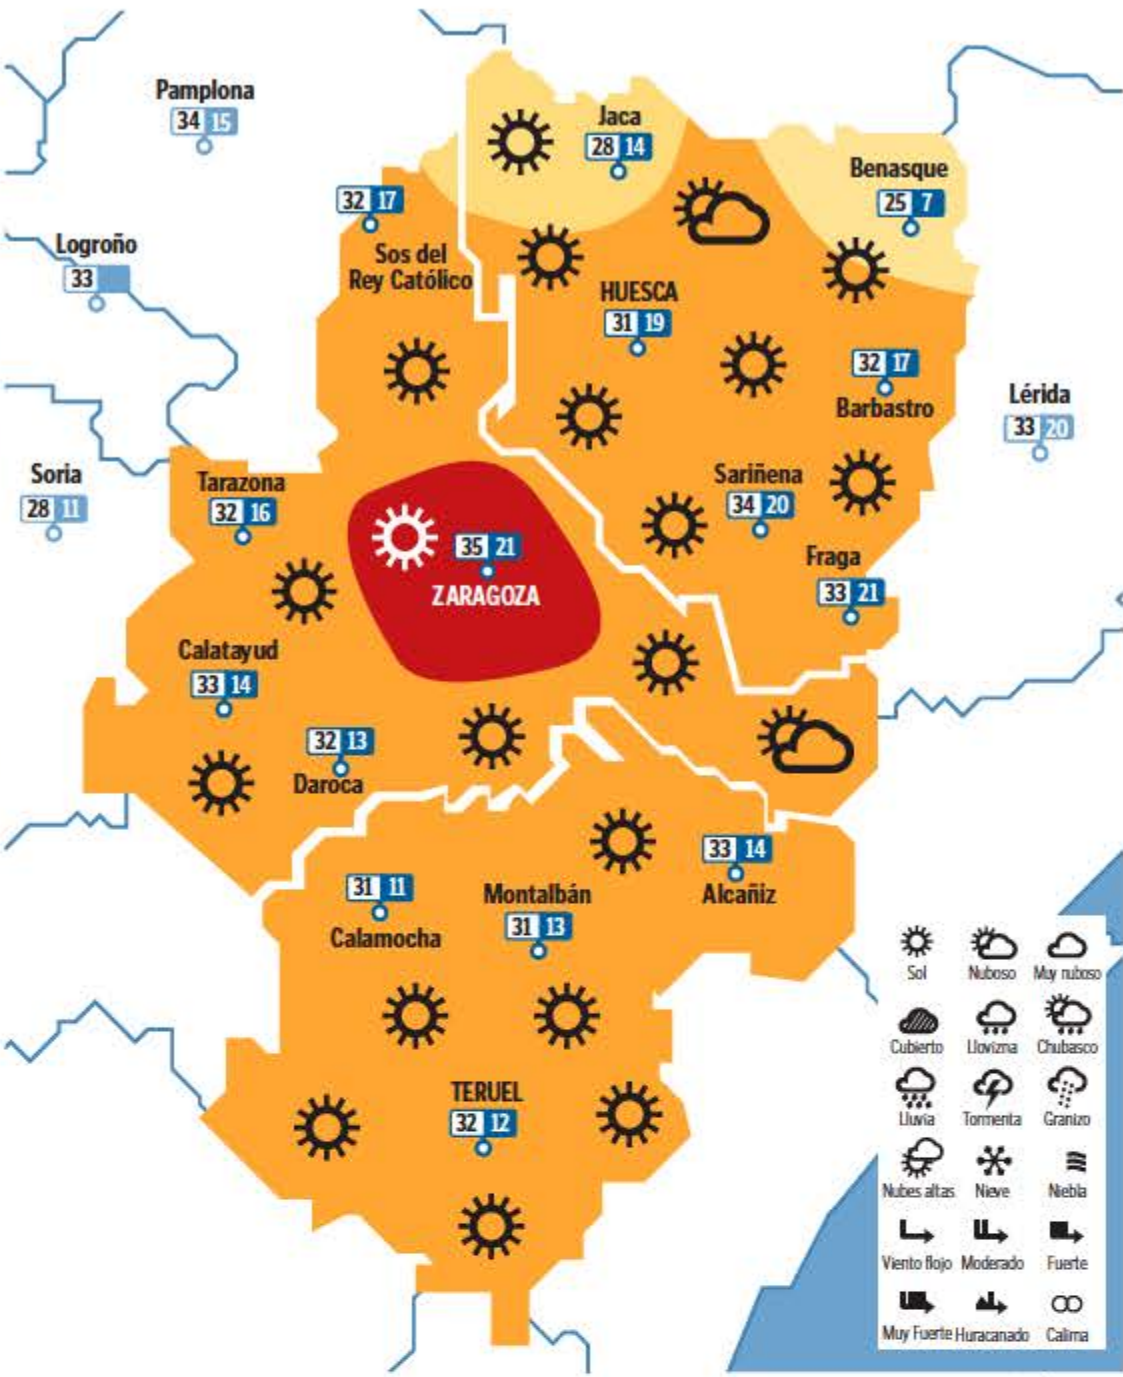 Pamplona
34 15
Jaca
28 14
Benasque
25 7
32 17
Sos del
Rey Católico
Logroño
33
HUESCA
31 19
32 17
Barbastro
Lérida
33 20
Soria
28 11
Tarazona
32 16
Sariñena
34 20
35 21
ZARAGOZA
Fraga
33 21
Calatayud
33 14
32 13
Daroca
33 14
Alcañiz
31 11
Calamocha
Montalbán
31 13
TERUEL
32 12
Sol Nuboso Muy nuboso
Cubierto Llovizna Chubasco
Lluvia Tormenta Granizo
Nubes altas Nieve Niebla
Viento flojo Moderado Fuerte
Muy Fuerte Huracanado Calima